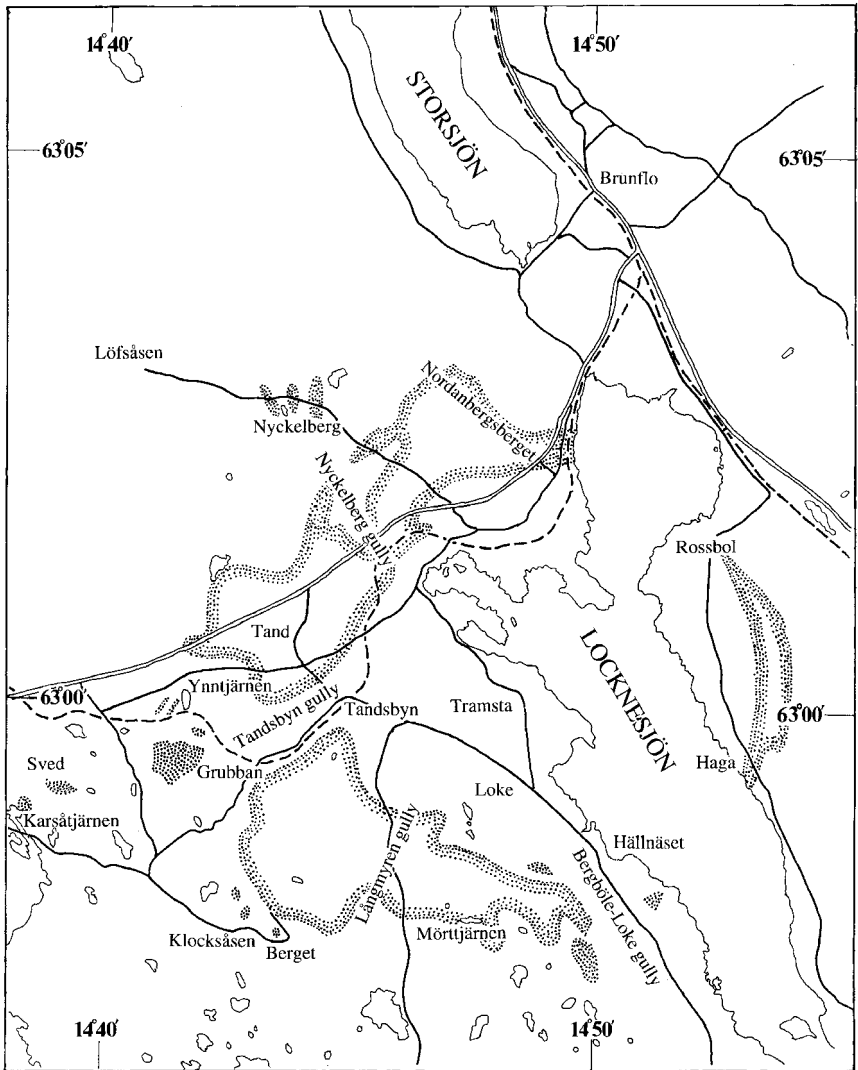 14°40′
14°50′
STORSJÖN
63°05′
63°05′
Brunflo
Löfsåsen
Nordanbergsberget
Nyckelberg
Nyckelberg gully
Rossbol
Tand
LOCKNESJÖN
Ynntjärnen
63°00′
63°00′
Tandsbyn gully
Tandsbyn
Tramsta
Sved
Grubban
Haga
Loke
Karsåtjärnen
Hällnäset
Långmyren gully
Bergböle-Loke gully
Klocksåsen
Berget
Mörttjärnen
14°40′
14°50′